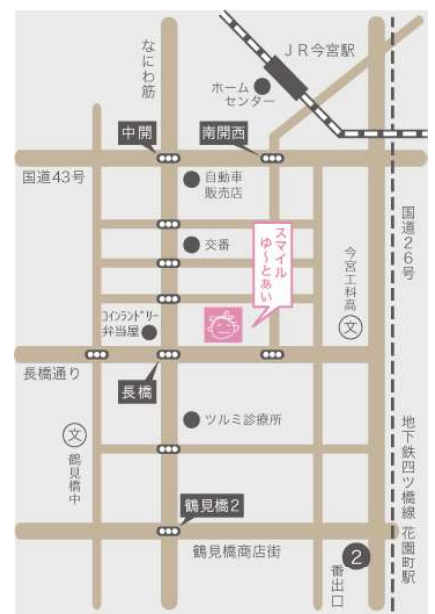 なにわ筋
JR今宮駅
ホーム
センター
中開
南開西
国道43号
自動車
販売店
国道26号
交番
スマイル
ゆ〜とあい
今宮工科高
文
コインランドリー
弁当屋
長橋通り
長橋
文
鶴見橋中
ツルミ診療所
地下鉄四ツ橋線 花園町駅
鶴見橋2
鶴見橋商店街
2
番出口